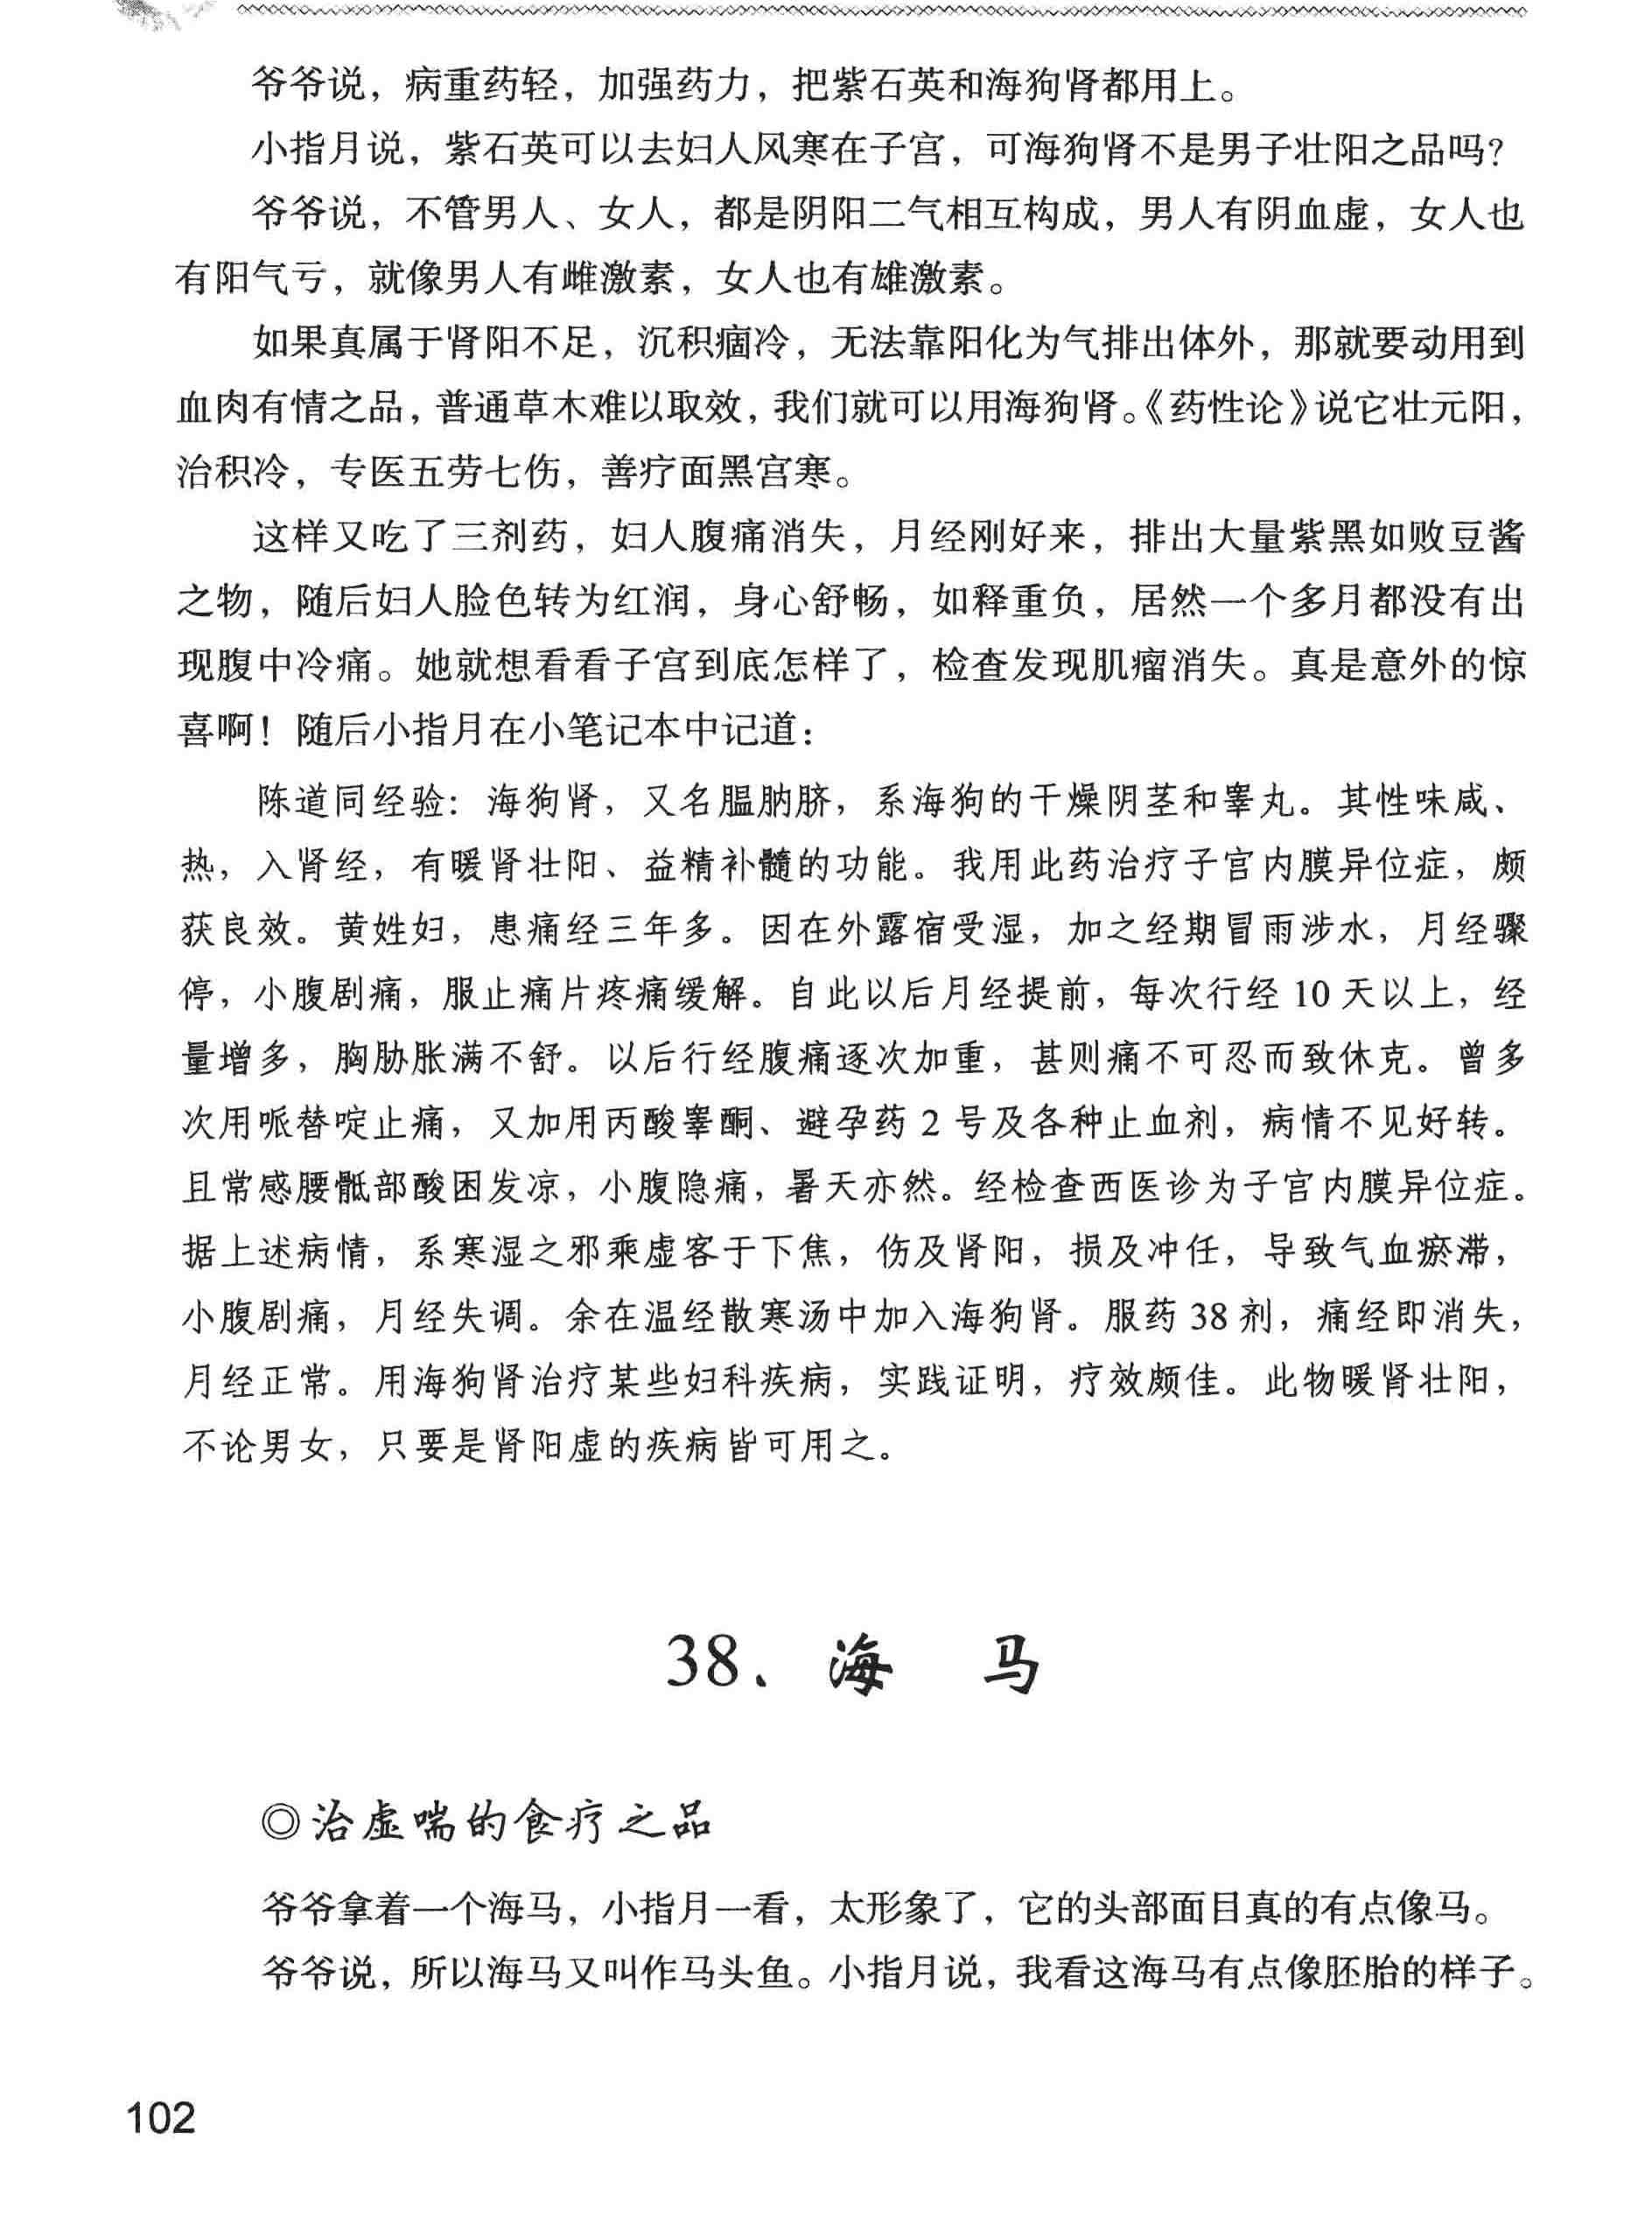 爷爷说，病重药轻，加强药力，把紫石英和海狗肾都用上。
小指月说，紫石英可以去妇人风寒在子宫，可海狗肾不是男子壮阳之品吗？
爷爷说，不管男人、女人，都是阴阳二气相互构成，男人有阴血虚，女人也
有阳气亏，就像男人有雌激素，女人也有雄激素。
如果真属于肾阳不足，沉积痼冷，无法靠阳化为气排出体外，那就要动用到
血肉有情之品，普通草木难以取效，我们就可以用海狗肾。《药性论》说它壮元阳，
治积冷，专医五劳七伤，善疗面黑宫寒。
这样又吃了三剂药，妇人腹痛消失，月经刚好来，排出大量紫黑如败豆酱
之物，随后妇人脸色转为红润，身心舒畅，如释重负，居然一个多月都没有出
现腹中冷痛。她就想看看子宫到底怎样了，检查发现肌瘤消失。真是意外的惊
喜啊！随后小指月在小笔记本中记道：
陈道同经验：海狗肾，又名腽肭脐，系海狗的干燥阴茎和睾丸。其性味咸、
热，入肾经，有暖肾壮阳、益精补髓的功能。我用此药治疗子宫内膜异位症，颇
获良效。黄姓妇，患痛经三年多。因在外露宿受湿，加之经期冒雨涉水，月经骤
停，小腹剧痛，服止痛片疼痛缓解。自此以后月经提前，每次行经 10 天以上，经
量增多，胸胁胀满不舒。以后行经腹痛逐次加重，甚则痛不可忍而致休克。曾多
次用哌替啶止痛，又加用丙酸睾酮、避孕药 2 号及各种止血剂，病情不见好转。
且常感腰骶部酸困发凉，小腹隐痛，暑天亦然。经检查西医诊为子宫内膜异位症。
据上述病情，系寒湿之邪乘虚客于下焦，伤及肾阳，损及冲任，导致气血瘀滞，
小腹剧痛，月经失调。余在温经散寒汤中加入海狗肾。服药 38 剂，痛经即消失，
月经正常。用海狗肾治疗某些妇科疾病，实践证明，疗效颇佳。此物暖肾壮阳，
不论男女，只要是肾阳虚的疾病皆可用之。
38、海　马
◎治虚喘的食疗之品
爷爷拿着一个海马，小指月一看，太形象了，它的头部面目真的有点像马。
爷爷说，所以海马又叫作马头鱼。小指月说，我看这海马有点像胚胎的样子。
102